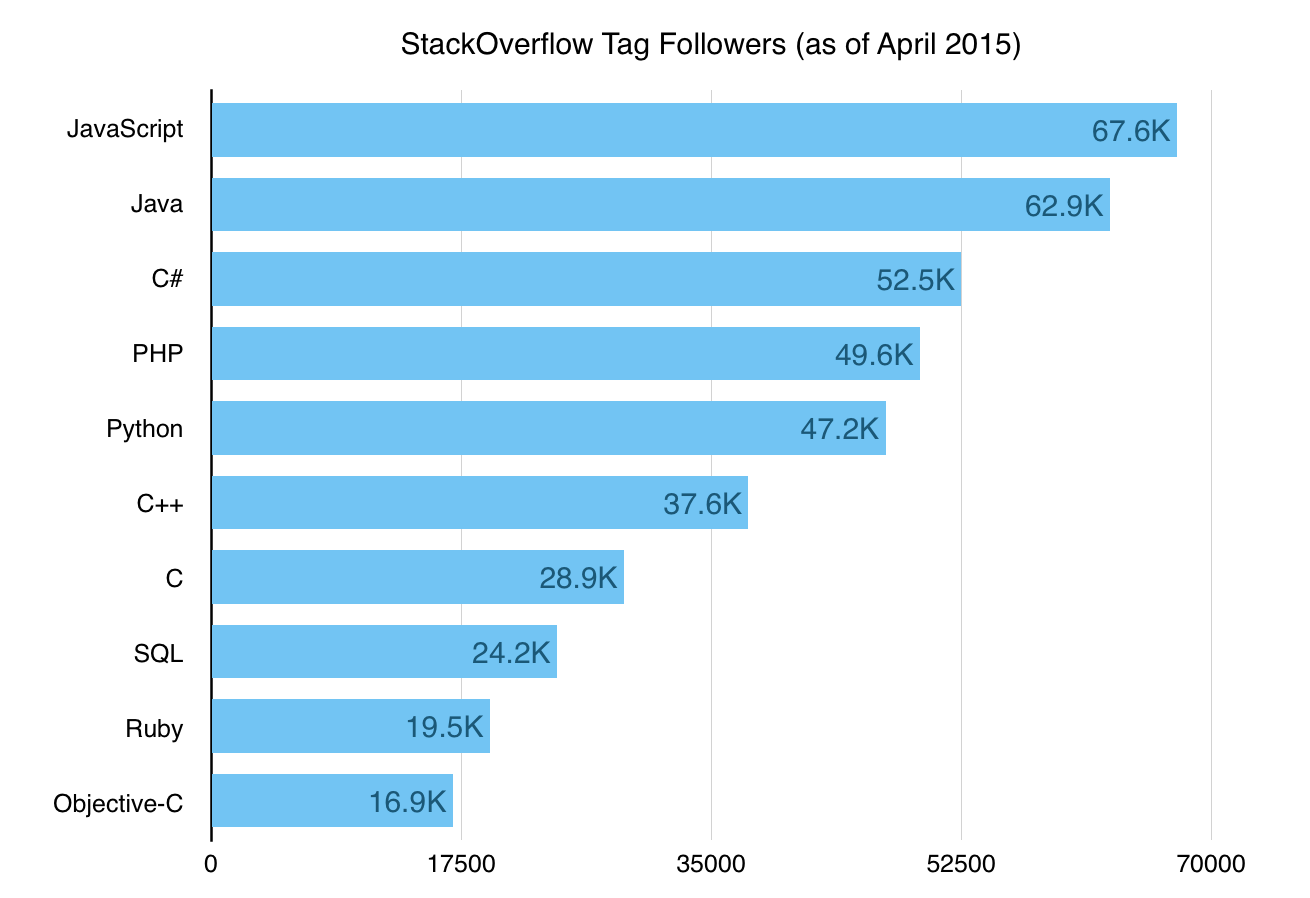 StackOverflow Tag Followers (as of April 2015)
JavaScript 67.6K
Java 62.9K
C# 52.5K
PHP 49.6K
Python 47.2K
C++ 37.6K
C 28.9K
SQL 24.2K
Ruby 19.5K
Objective-C 16.9K
0 17500 35000 52500 70000